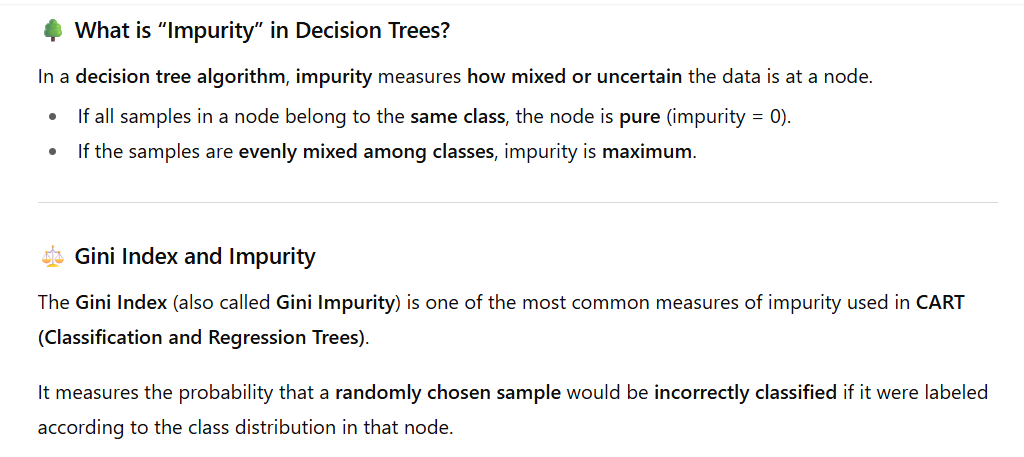 What is “Impurity” in Decision Trees?
In a decision tree algorithm, impurity measures how mixed or uncertain the data is at a node.
If all samples in a node belong to the same class, the node is pure (impurity = 0).
If the samples are evenly mixed among classes, impurity is maximum.
Gini Index and Impurity
The Gini Index (also called Gini Impurity) is one of the most common measures of impurity used in CART
(Classification and Regression Trees).
It measures the probability that a randomly chosen sample would be incorrectly classified if it were labeled
according to the class distribution in that node.